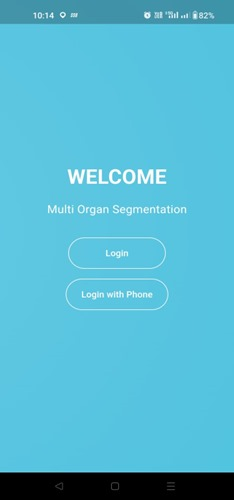 10:14
82%
WELCOME
Multi Organ Segmentation
Login
Login with Phone